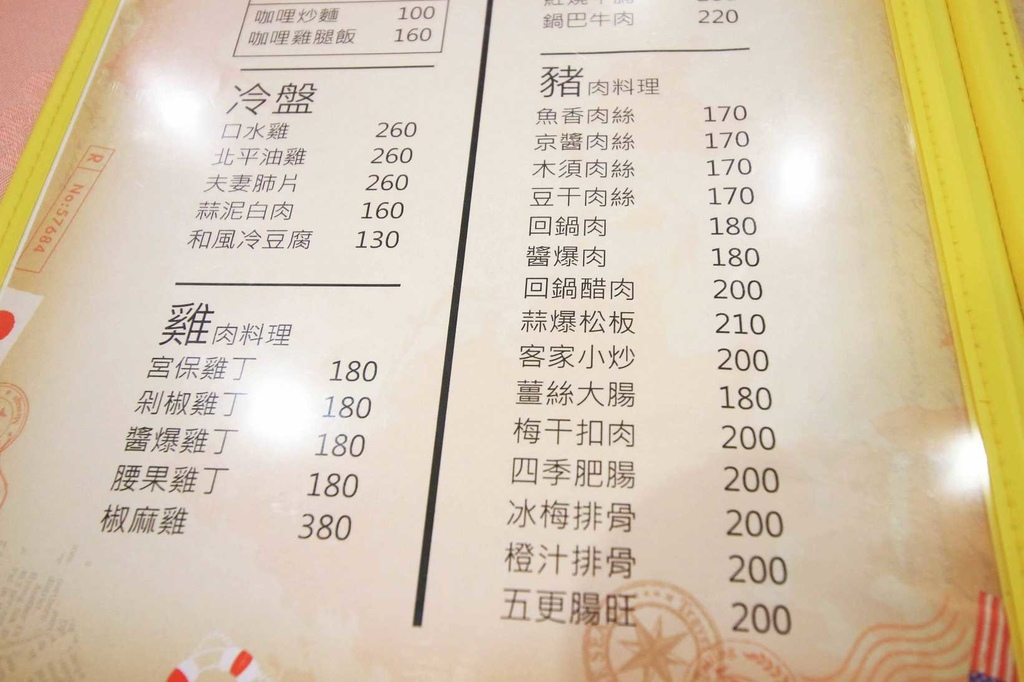 咖哩炒麵 100
咖哩雞腿飯 160
冷盤
口水雞 260
北平油雞 260
夫妻肺片 260
蒜泥白肉 160
和風冷豆腐 130
雞肉料理
宮保雞丁 180
剁椒雞丁 180
醬爆雞丁 180
腰果雞丁 180
椒麻雞 380
鍋巴牛肉 220
豬肉料理
魚香肉絲 170
京醬肉絲 170
木須肉絲 170
豆干肉絲 170
回鍋肉 180
醬爆肉 180
回鍋醋肉 200
蒜爆松板 210
客家小炒 200
薑絲大腸 180
梅干扣肉 200
四季肥腸 200
冰梅排骨 200
橙汁排骨 200
五更腸旺 200
R No:57684